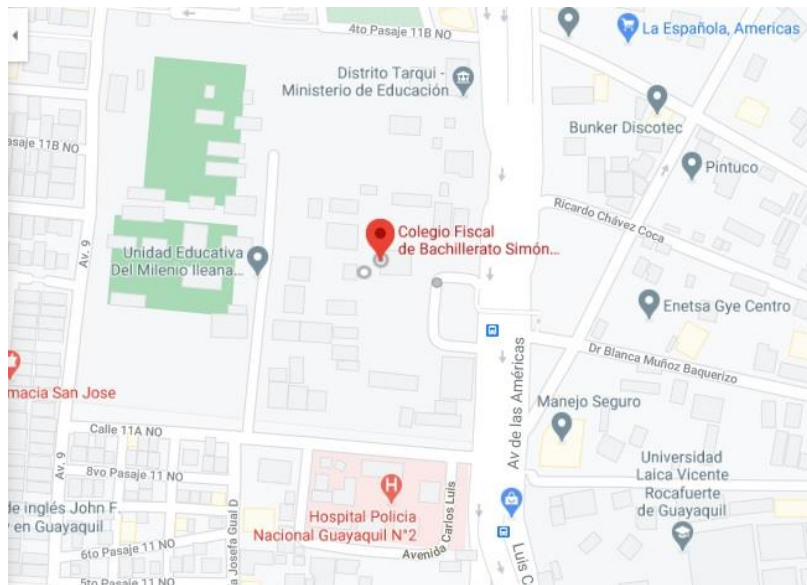 4to Pasaje 11B NO
La Española, Americas
Distrito Tarqui -
Ministerio de Educación
Bunker Discotec
asaje 11B NO
Pintuco
Ricardo Chávez Coca
Colegio Fiscal
de Bachillerato Simón...
Unidad Educativa
Del Milenio Ileana...
Av. 9
Enetsa Gye Centro
Dr Blanca Muñoz Baquerizo
macia San Jose
Av de las Américas
Manejo Seguro
Calle 11A NO
8vo Pasaje 11 NO
Av. 9
Universidad
Laica Vicente
Rocafuerte
de Guayaquil
H
Hospital Policia
Nacional Guayaquil N°2
Avenida Carlos Luis
de inglés John F.
y en Guayaquil
a Josefa Gual D
6to Pasaje 11 NO
5to Pasaje 11 NO
Luis C